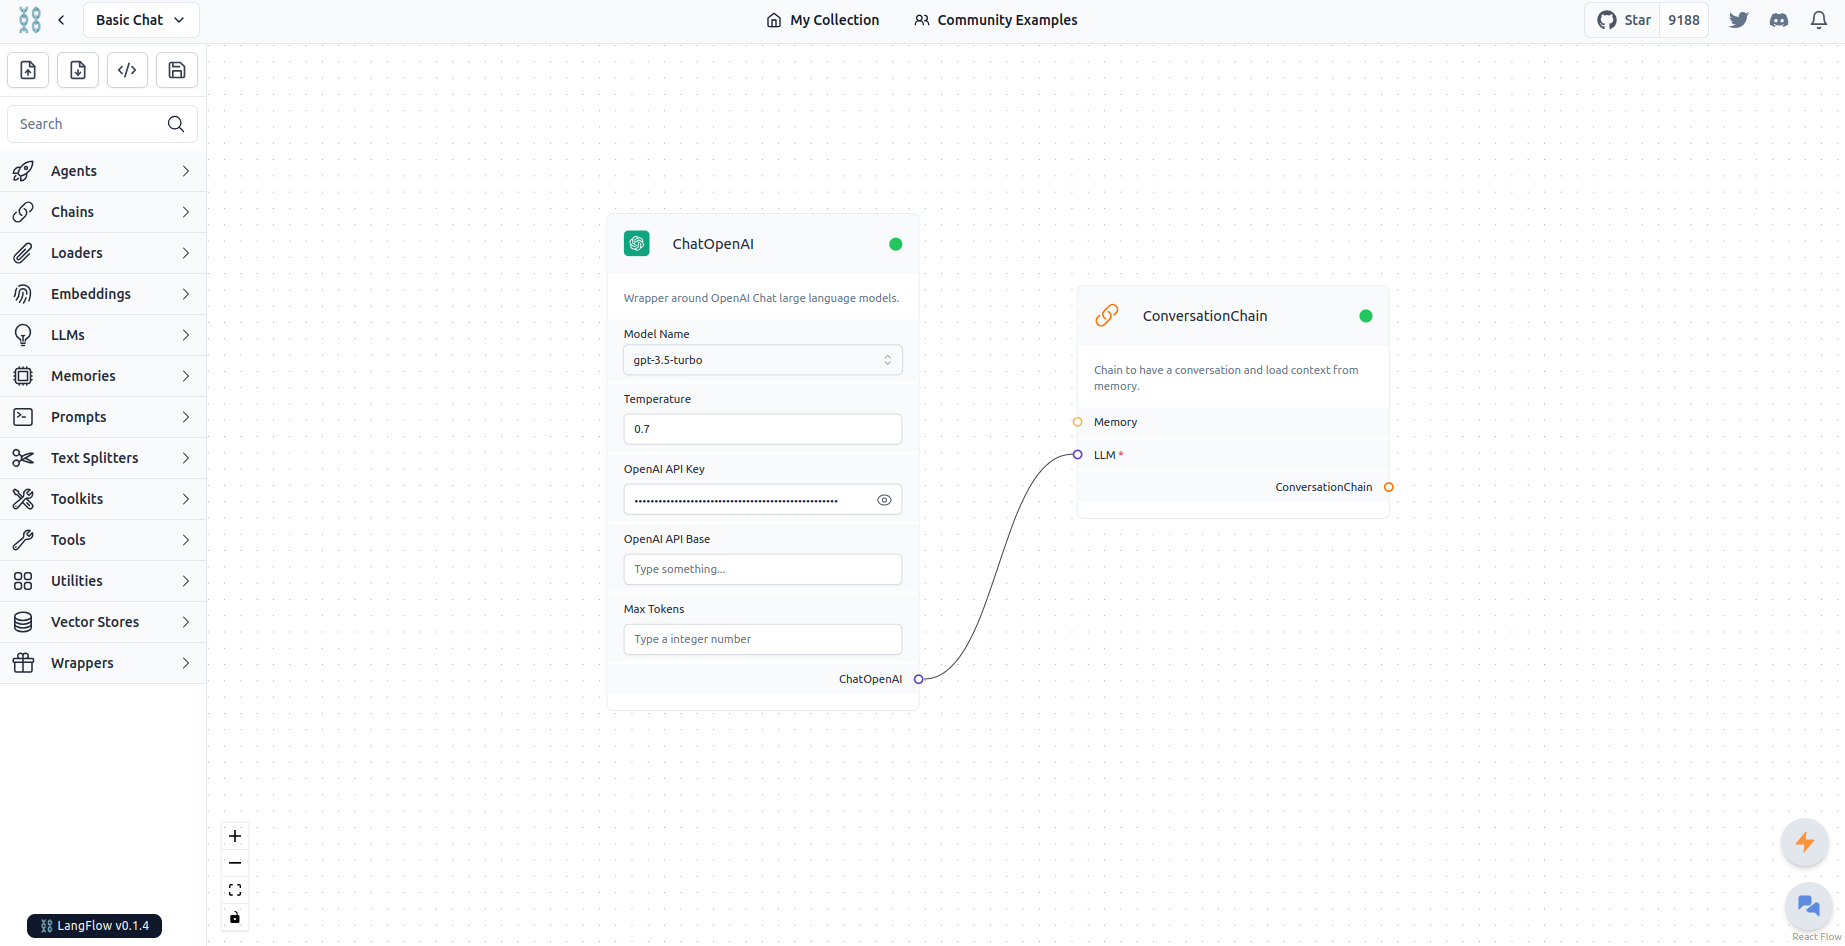 Basic Chat
My Collection
Community Examples
Star
9188
Search
Agents
Chains
Loaders
Embeddings
LLMs
Memories
Prompts
Text Splitters
Toolkits
Tools
Utilities
Vector Stores
Wrappers
LangFlow v0.1.4
ChatOpenAI
Wrapper around OpenAI Chat large language models.
Model Name
gpt-3.5-turbo
Temperature
0.7
OpenAI API Key
OpenAI API Base
Type something...
Max Tokens
Type a integer number
ChatOpenAI
ConversationChain
Chain to have a conversation and load context from
memory.
Memory
LLM *
ConversationChain
React Flow